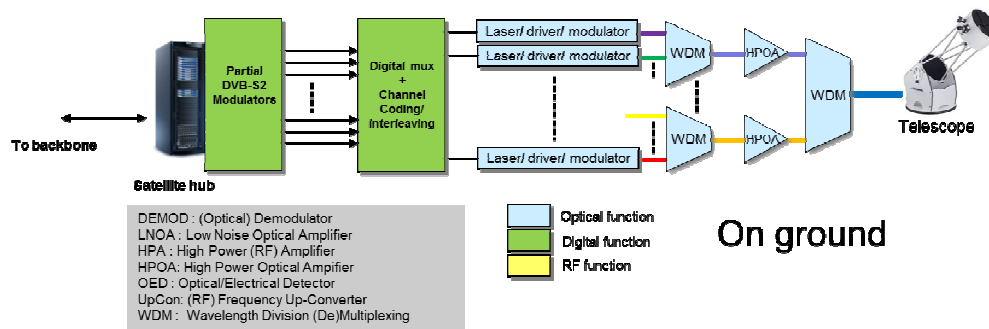 Partial
DVB-S2
Modulators
Digital mux
+
Channel
Coding/
Interleaving
Laser/ driver/ modulator
Laser/ driver/ modulator
Laser/ driver/ modulator
WDM
HPOA
WDM
WDM
HPOA
Telescope
To backbone
Satellite hub
DEMOD : (Optical) Demodulator
LNOA : Low Noise Optical Amplifier
HPA : High Power (RF) Amplifier
HPOA: High Power Optical Ampifier
OED : Optical/Electrical Detector
UpCon: (RF) Frequency Up-Converter
WDM : Wavelength Division (De)Multiplexing
Optical function
Digital function
RF function
On ground